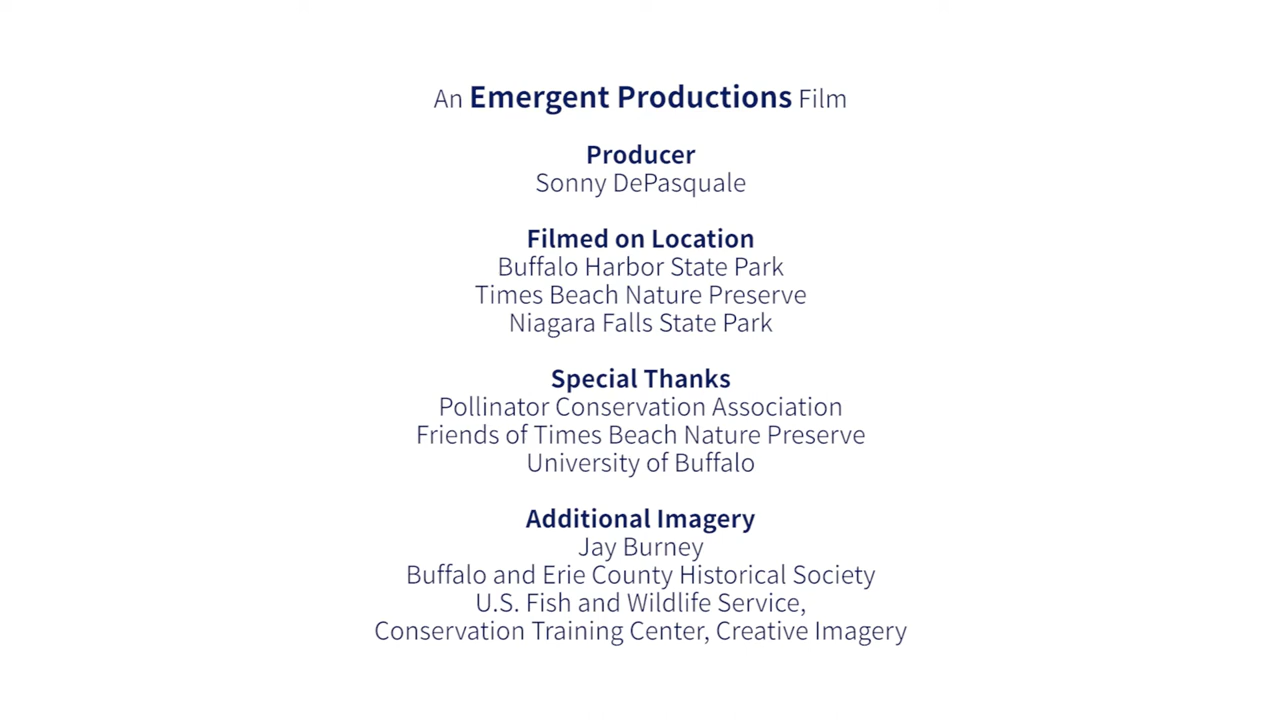 An Emergent Productions Film
Producer
Sonny DePasquale
Filmed on Location
Buffalo Harbor State Park
Times Beach Nature Preserve
Niagara Falls State Park
Special Thanks
Pollinator Conservation Association
Friends of Times Beach Nature Preserve
University of Buffalo
Additional Imagery
Jay Burney
Buffalo and Erie County Historical Society
U.S. Fish and Wildlife Service,
Conservation Training Center, Creative Imagery